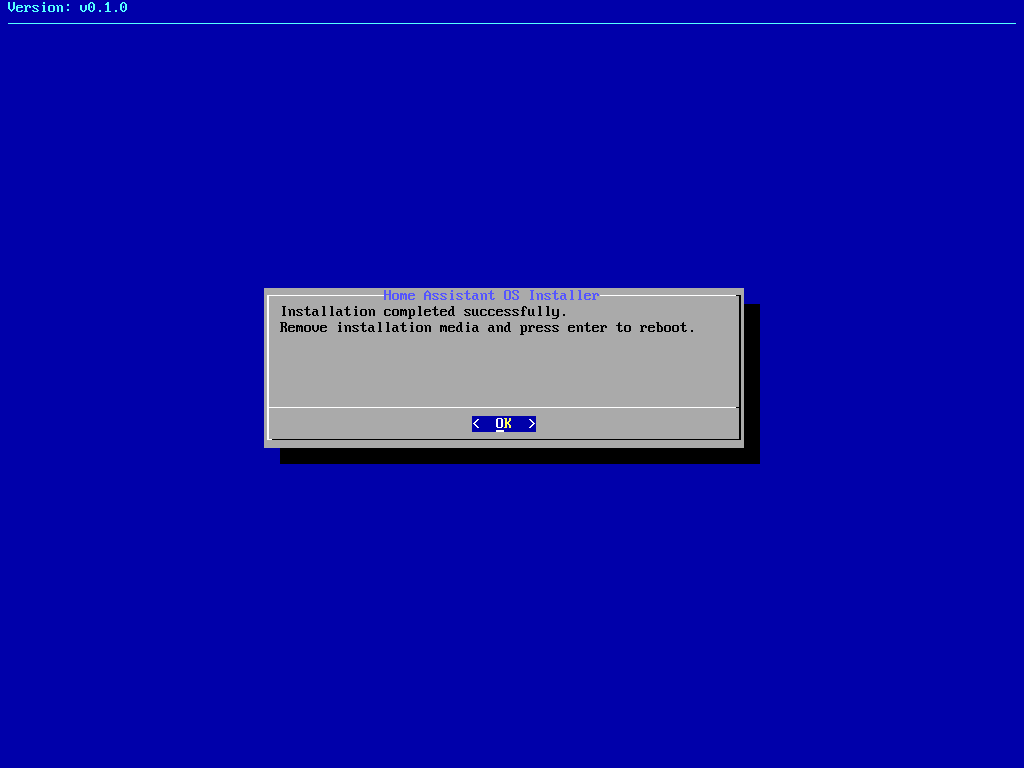 Version: v0.1.0
Home Assistant OS Installer
Installation completed successfully.
Remove installation media and press enter to reboot.
< OK >